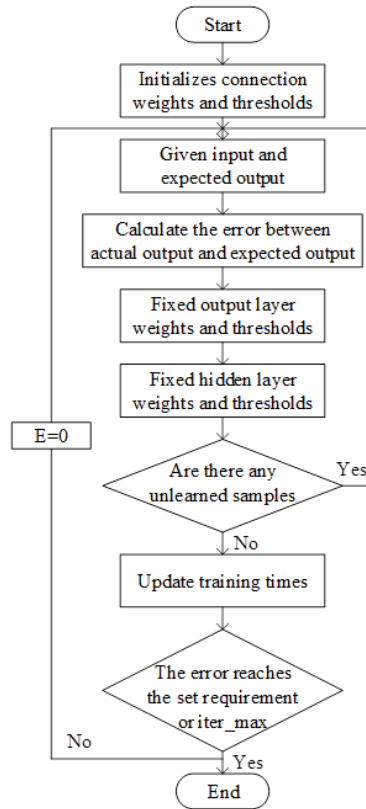 Start
Initializes connection
weights and thresholds
Given input and
expected output
Calculate the error between
actual output and expected output
Fixed output layer
weights and thresholds
Fixed hidden layer
weights and thresholds
E=0
Are there any
unlearned samples
Yes
No
Update training times
The error reaches
the set requirement
or iter_max
No
Yes
End